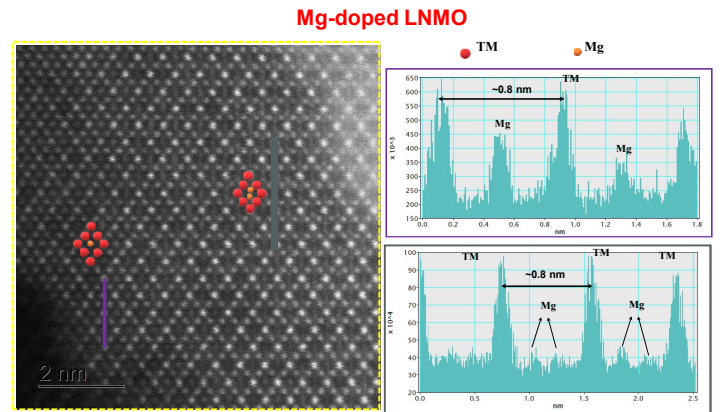 Mg-doped LNMO
TM
Mg
2 nm
x 10^3
650
600
550
500
450
400
350
300
250
200
150
0.0
0.2
0.4
0.6
0.8
1.0
1.2
1.4
1.6
1.8
nm
~0.8 nm
TM
Mg
Mg
x 10^4
100
90
80
70
60
50
40
30
20
0.0
0.5
1.0
1.5
2.0
2.5
nm
TM
TM
TM
~0.8 nm
Mg
Mg